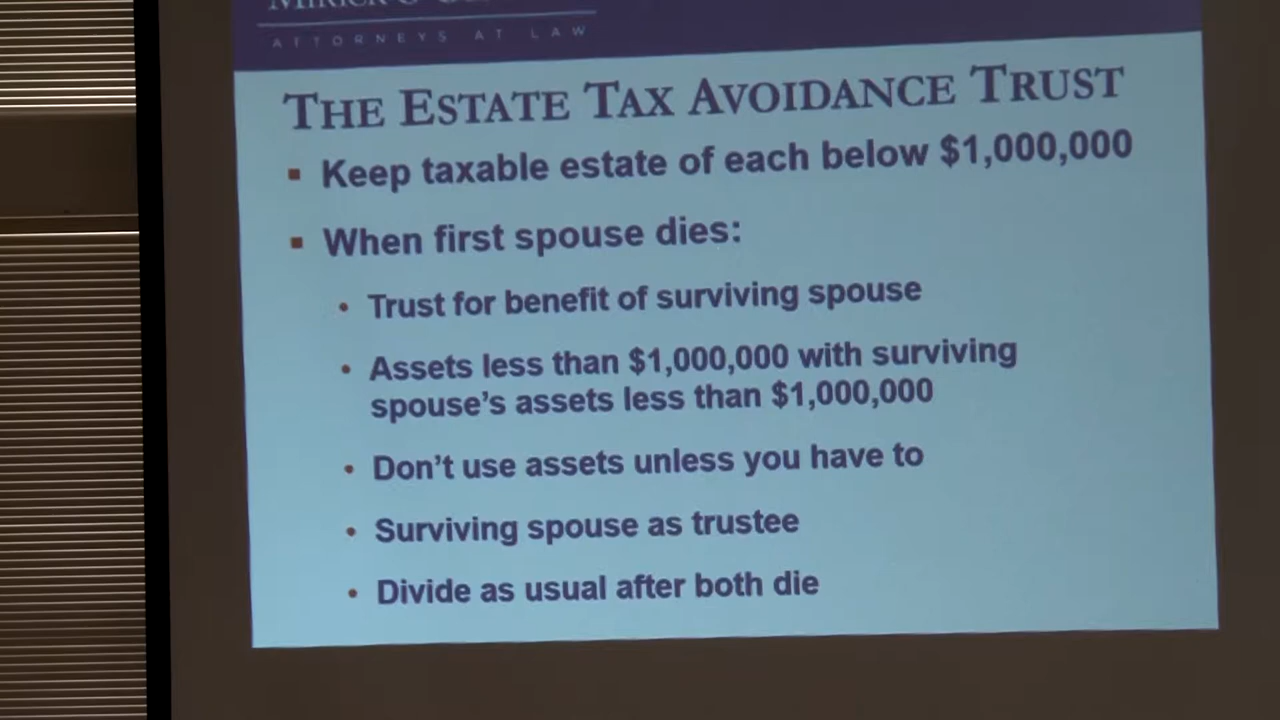 ATTORNEYS AT LAW
THE ESTATE TAX AVOIDANCE TRUST
▪ Keep taxable estate of each below $1,000,000
▪ When first spouse dies:
• Trust for benefit of surviving spouse
• Assets less than $1,000,000 with surviving
spouse’s assets less than $1,000,000
• Don’t use assets unless you have to
• Surviving spouse as trustee
• Divide as usual after both die